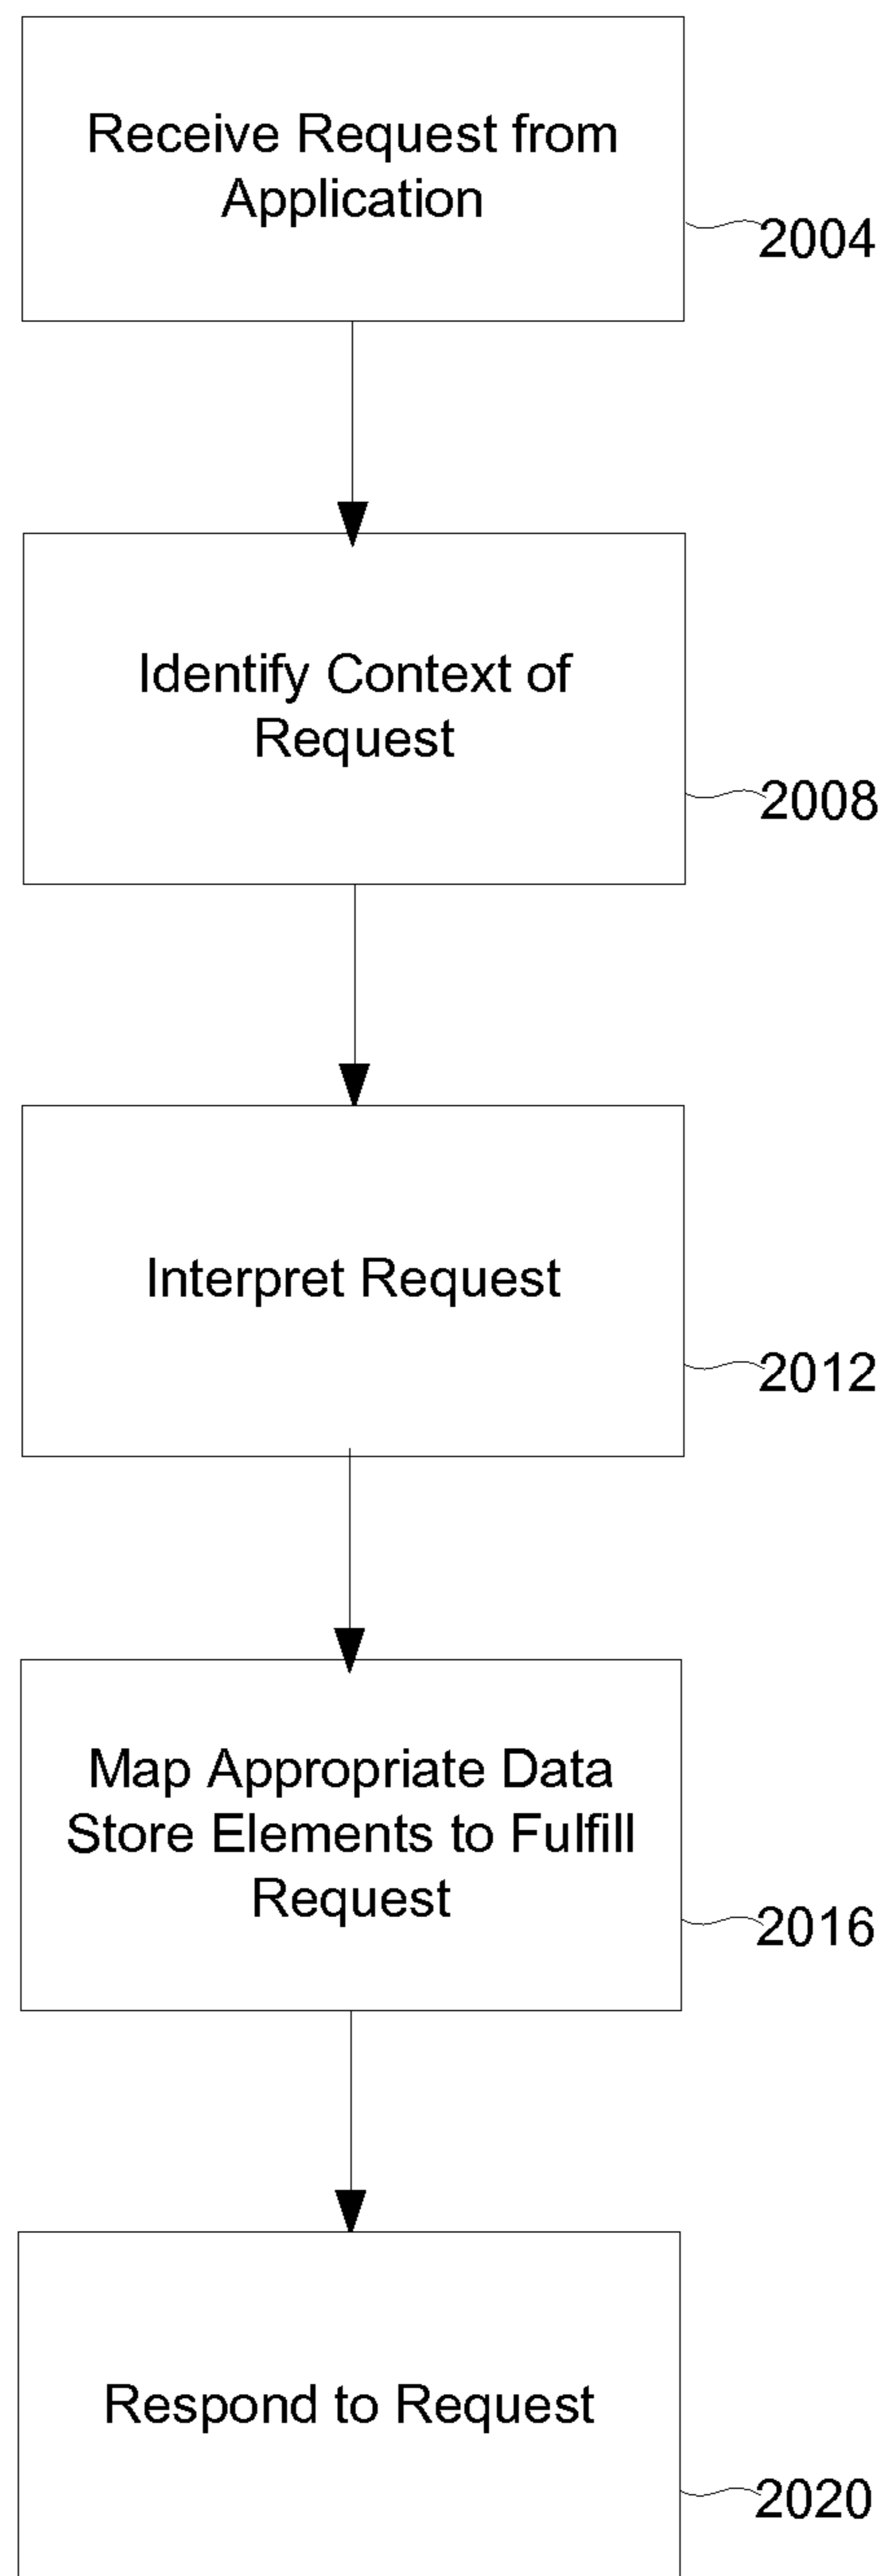 Receive Request from
Application
2004
Identify Context of
Request
2008
Interpret Request
2012
Map Appropriate Data
Store Elements to Fulfill
Request
2016
Respond to Request
2020